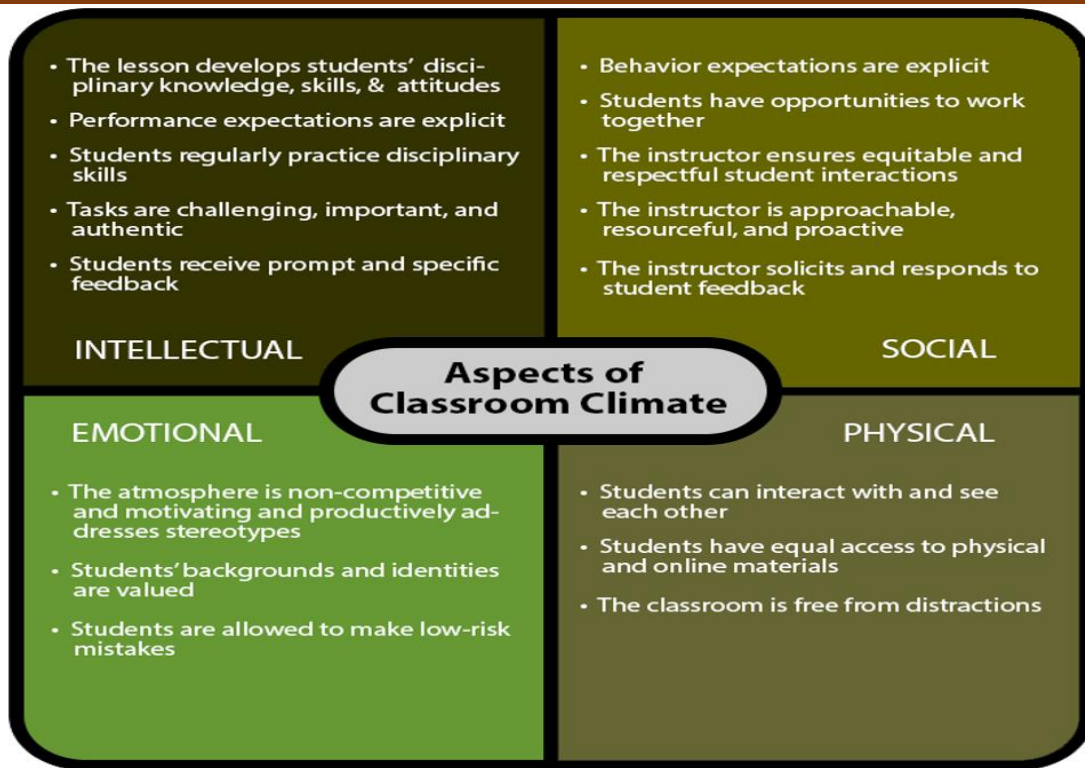 • The lesson develops students' disci-
plinary knowledge, skills, & attitudes
• Performance expectations are explicit
• Students regularly practice disciplinary
skills
• Tasks are challenging, important, and
authentic
• Students receive prompt and specific
feedback
INTELLECTUAL
• Behavior expectations are explicit
• Students have opportunities to work
together
• The instructor ensures equitable and
respectful student interactions
• The instructor is approachable,
resourceful, and proactive
• The instructor solicits and responds to
student feedback
SOCIAL
Aspects of
Classroom Climate
EMOTIONAL
• The atmosphere is non-competitive
and motivating and productively ad-
dresses stereotypes
• Students' backgrounds and identities
are valued
• Students are allowed to make low-risk
mistakes
PHYSICAL
• Students can interact with and see
each other
• Students have equal access to physical
and online materials
• The classroom is free from distractions